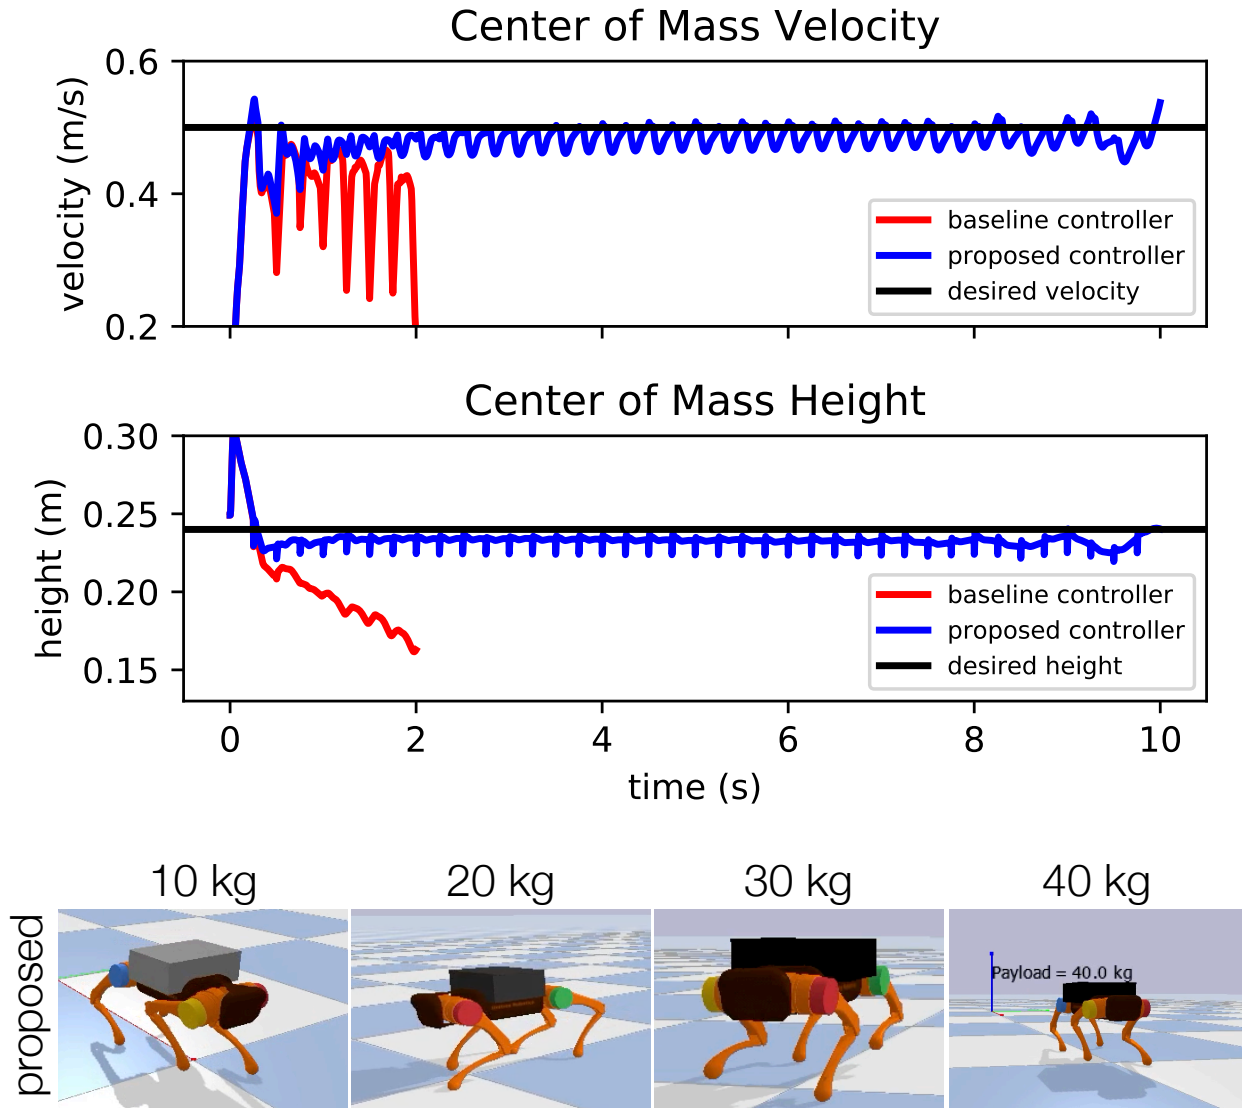 Center of Mass Velocity
velocity (m/s)
0.6
0.4
0.2
baseline controller
proposed controller
desired velocity
Center of Mass Height
height (m)
0.30
0.25
0.20
0.15
baseline controller
proposed controller
desired height
0 2 4 6 8 10
time (s)
10 kg 20 kg 30 kg 40 kg
proposed
Payload = 40.0 kg